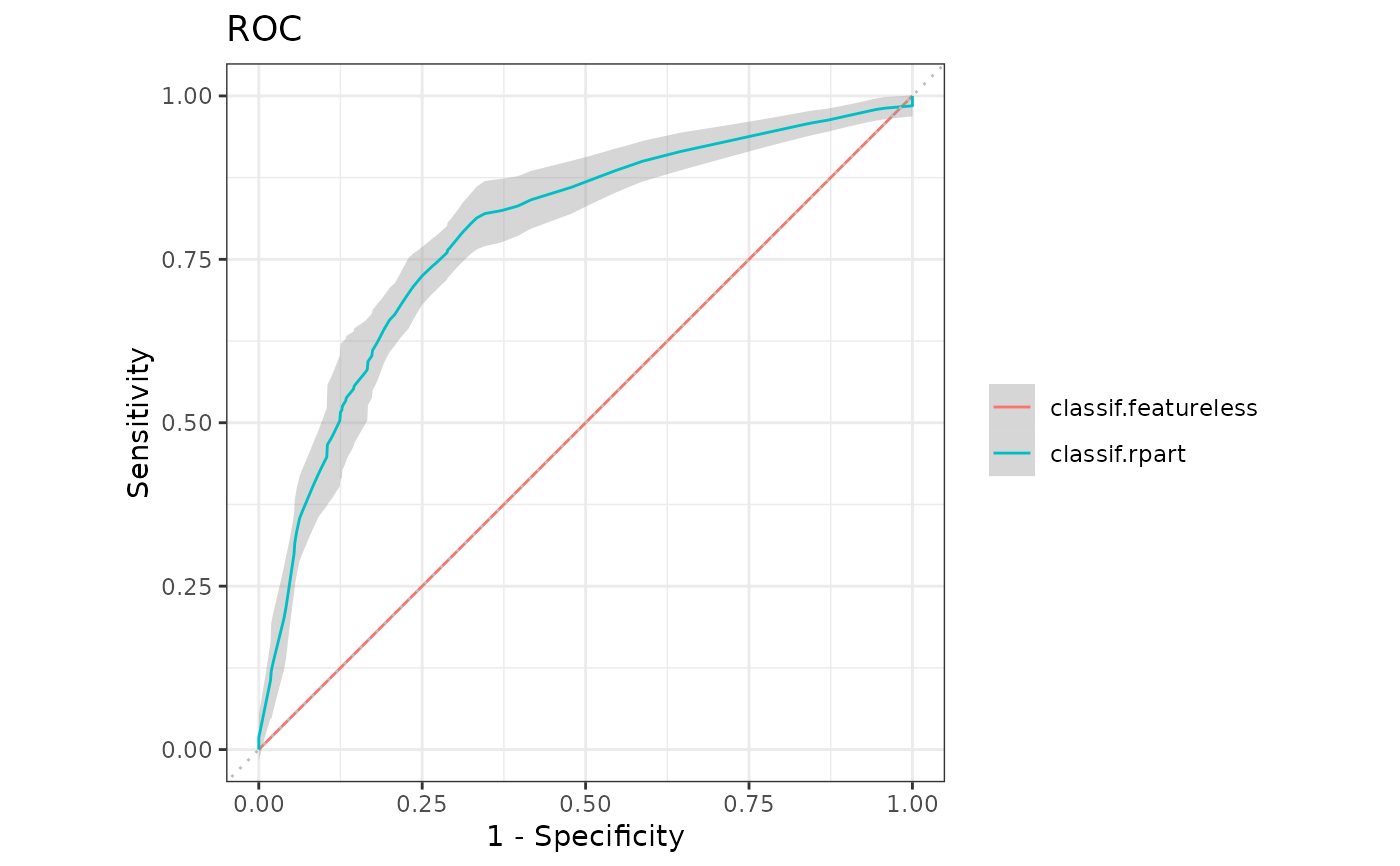 ROC
Sensitivity
1.00
0.75
0.50
0.25
0.00
0.00 0.25 0.50 0.75 1.00
1 - Specificity
classif.featureless
classif.rpart